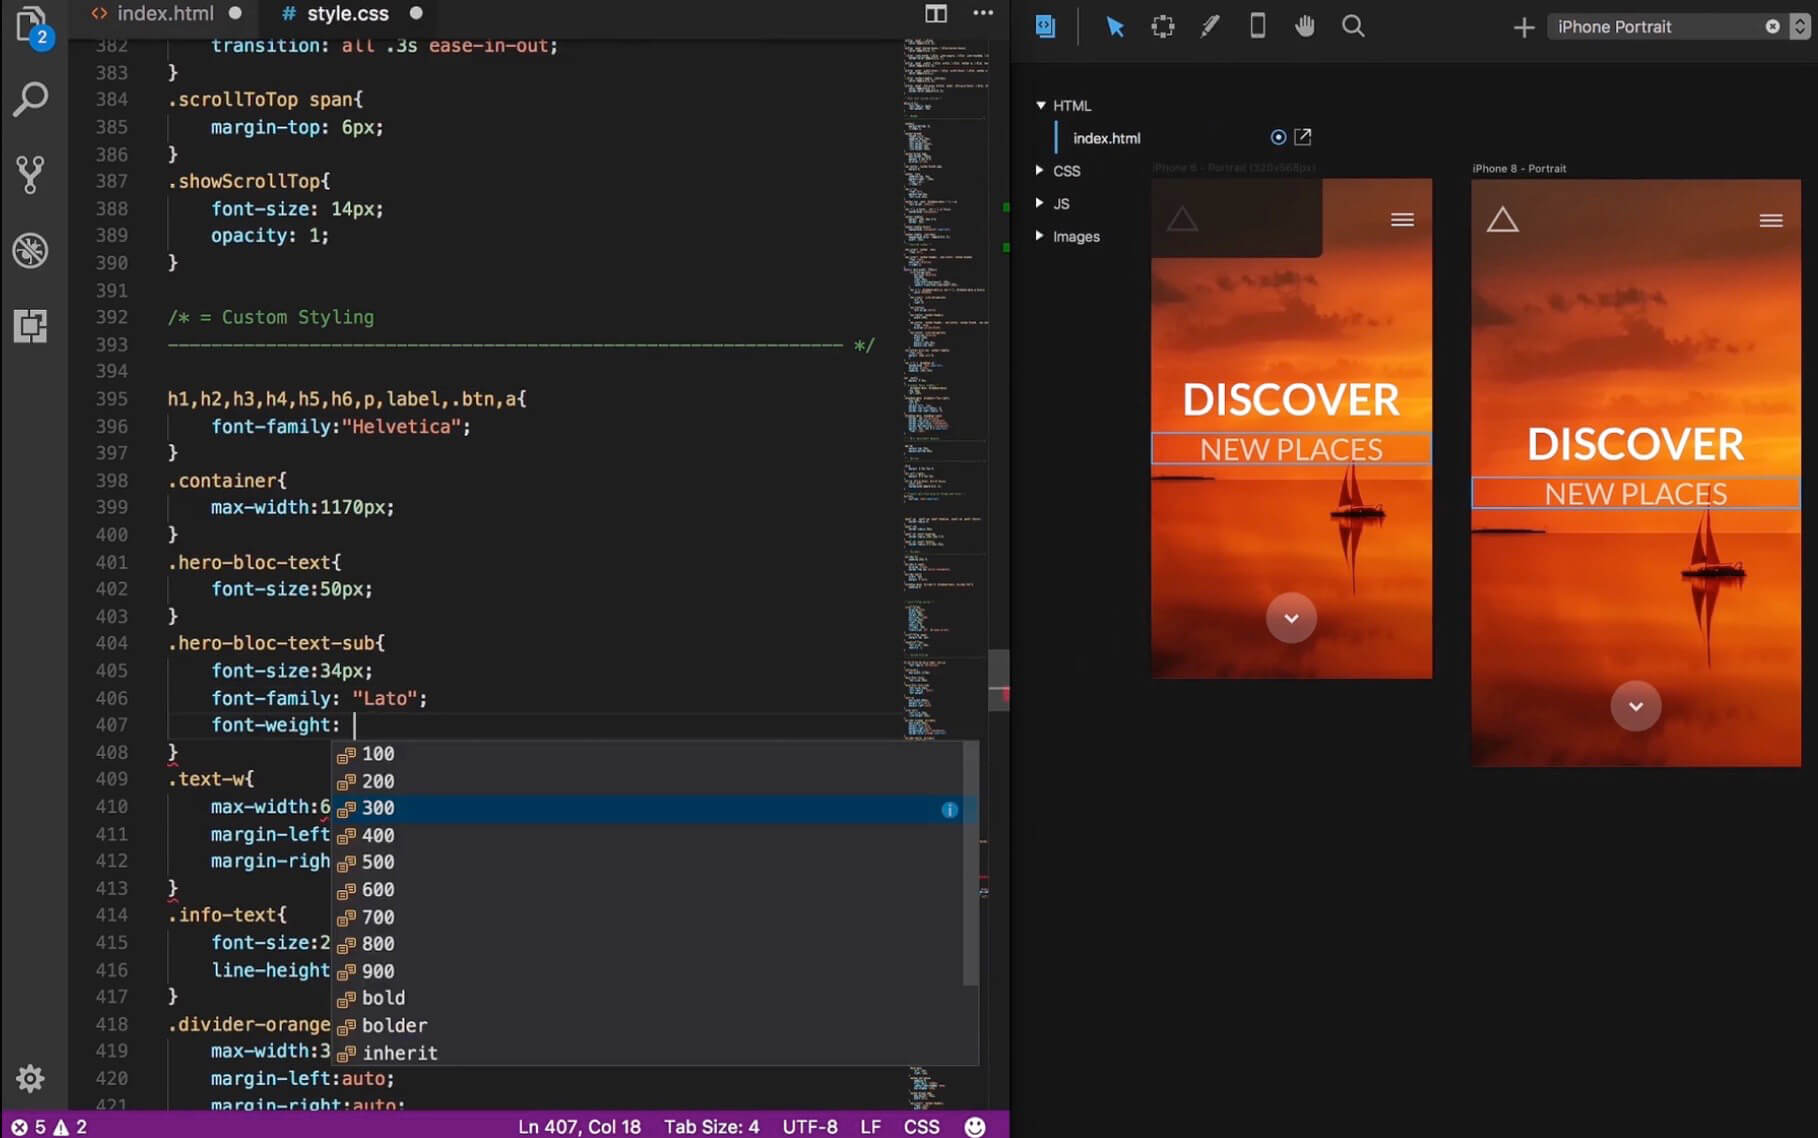 index.html
# style.css
2
382 transition: all .3s ease-in-out;
383 }
384 .scrollToTop span{
385 margin-top: 6px;
386 }
387 .showScrollTop{
388 font-size: 14px;
389 opacity: 1;
390 }
391
392 /* = Custom Styling
393 -------------------------------------------------------------- */
394
395 h1,h2,h3,h4,h5,h6,p,label,.btn,a{
396 font-family:"Helvetica";
397 }
398 .container{
399 max-width:1170px;
400 }
401 .hero-bloc-text{
402 font-size:50px;
403 }
404 .hero-bloc-text-sub{
405 font-size:34px;
406 font-family: "Lato";
407 font-weight:
408 }
409 .text-w{
410 max-width:6
411 margin-left
412 margin-righ
413 }
414 .info-text{
415 font-size:2
416 line-height
417 }
418 .divider-orange
419 max-width:3
420 margin-left:auto;
421 margin-right:auto;
100
200
300
400
500
600
700
800
900
bold
bolder
inherit
5 2 Ln 407, Col 18 Tab Size: 4 UTF-8 LF CSS
iPhone Portrait
HTML
index.html
CSS
JS
Images
iPhone 6 - Portrait (320x568px)
DISCOVER
NEW PLACES
iPhone 8 - Portrait
DISCOVER
NEW PLACES